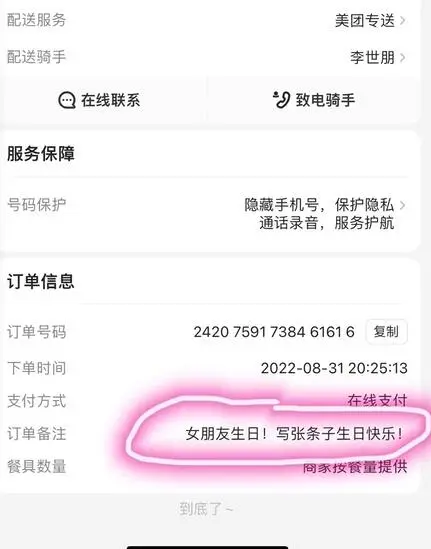 配送服务 美团专送
配送骑手 李世朋
在线联系 致电骑手
服务保障
号码保护 隐藏手机号，保护隐私
通话录音，服务护航
订单信息
订单号码 2420 7591 7384 6161 6 复制
下单时间 2022-08-31 20:25:13
支付方式 在线支付
订单备注 女朋友生日！写张条子生日快乐！
餐具数量 商家按餐量提供
到底了~